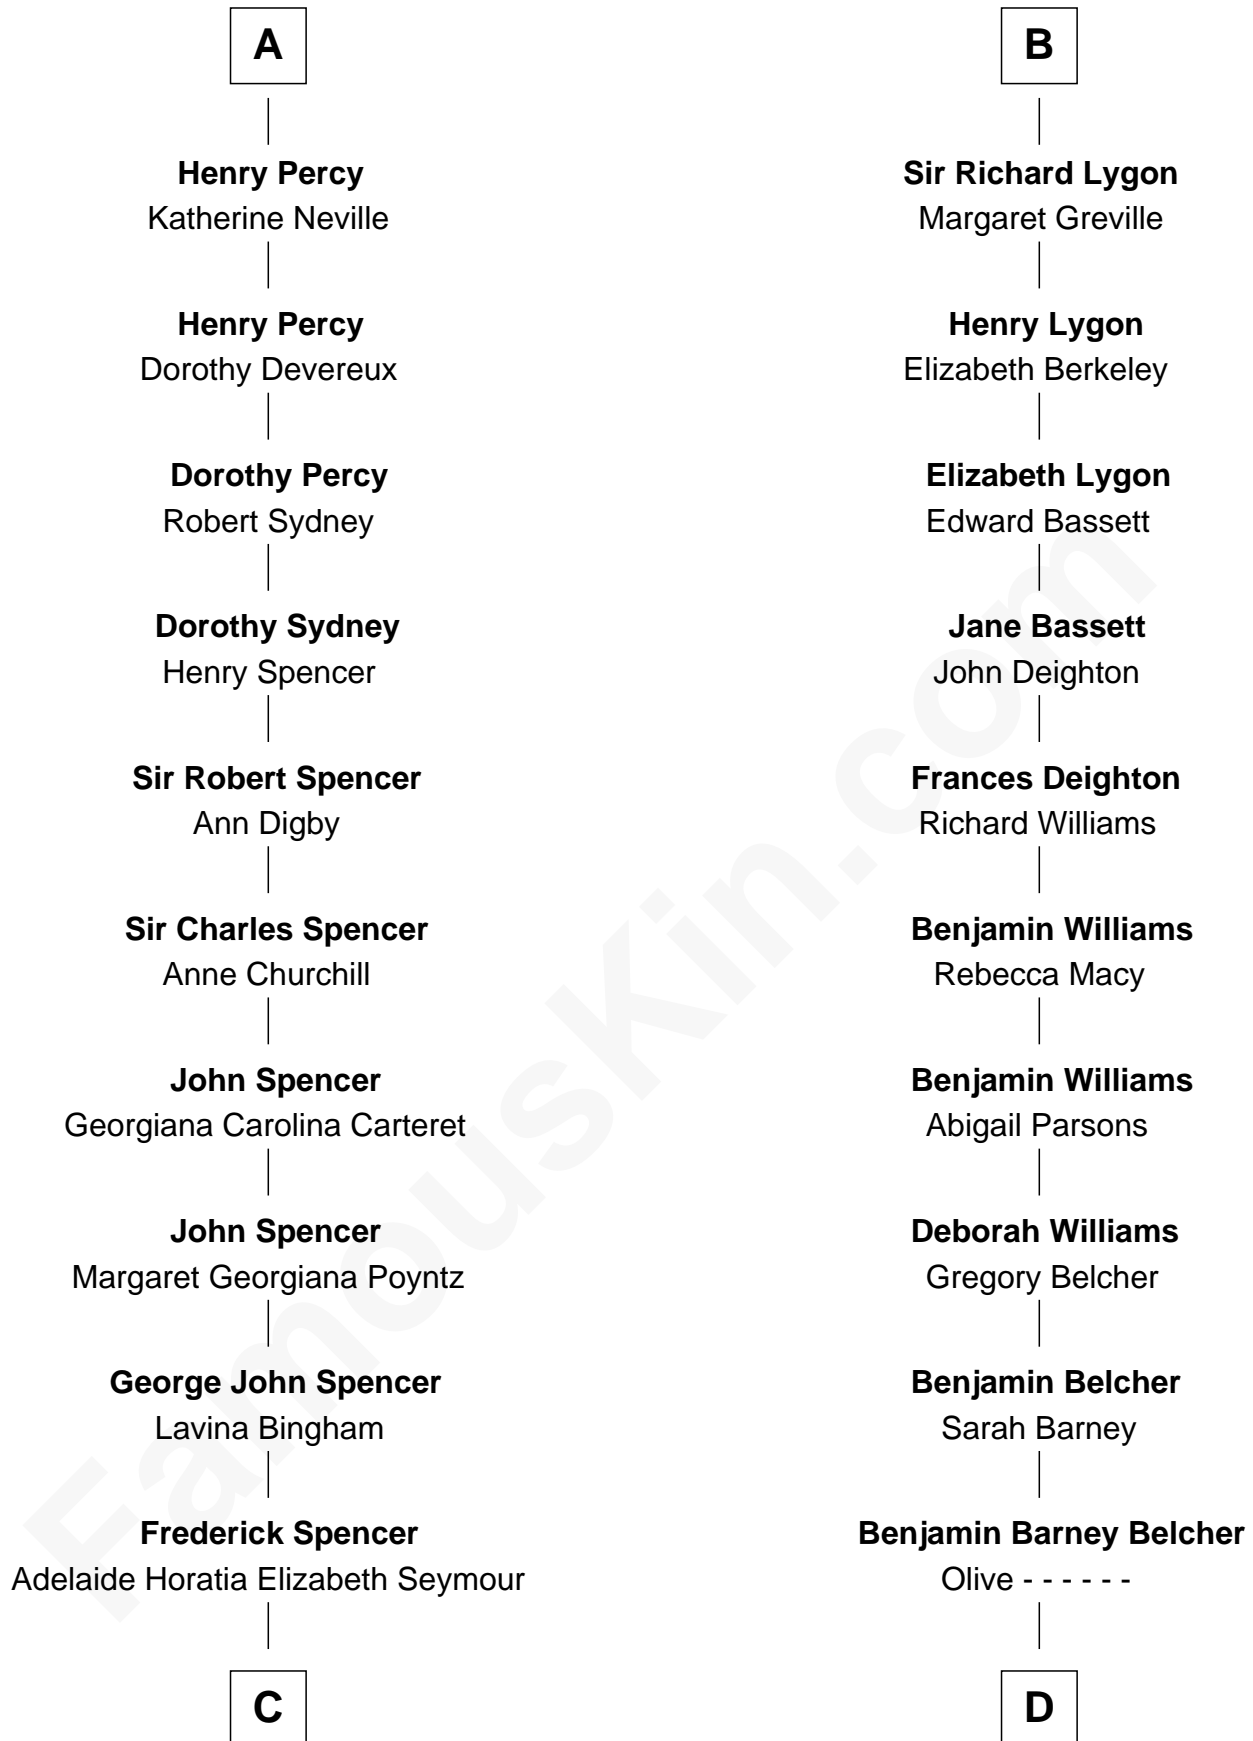 A
Henry Percy
Katherine Neville
Henry Percy
Dorothy Devereux
Dorothy Percy
Robert Sydney
Dorothy Sydney
Henry Spencer
Sir Robert Spencer
Ann Digby
Sir Charles Spencer
Anne Churchill
John Spencer
Georgiana Carolina Carteret
John Spencer
Margaret Georgiana Poyntz
George John Spencer
Lavina Bingham
Frederick Spencer
Adelaide Horatia Elizabeth Seymour
C
B
Sir Richard Lygon
Margaret Greville
Henry Lygon
Elizabeth Berkeley
Elizabeth Lygon
Edward Bassett
Jane Bassett
John Deighton
Frances Deighton
Richard Williams
Benjamin Williams
Rebecca Macy
Benjamin Williams
Abigail Parsons
Deborah Williams
Gregory Belcher
Benjamin Belcher
Sarah Barney
Benjamin Barney Belcher
Olive - - - - - -
D
FamousKin.com